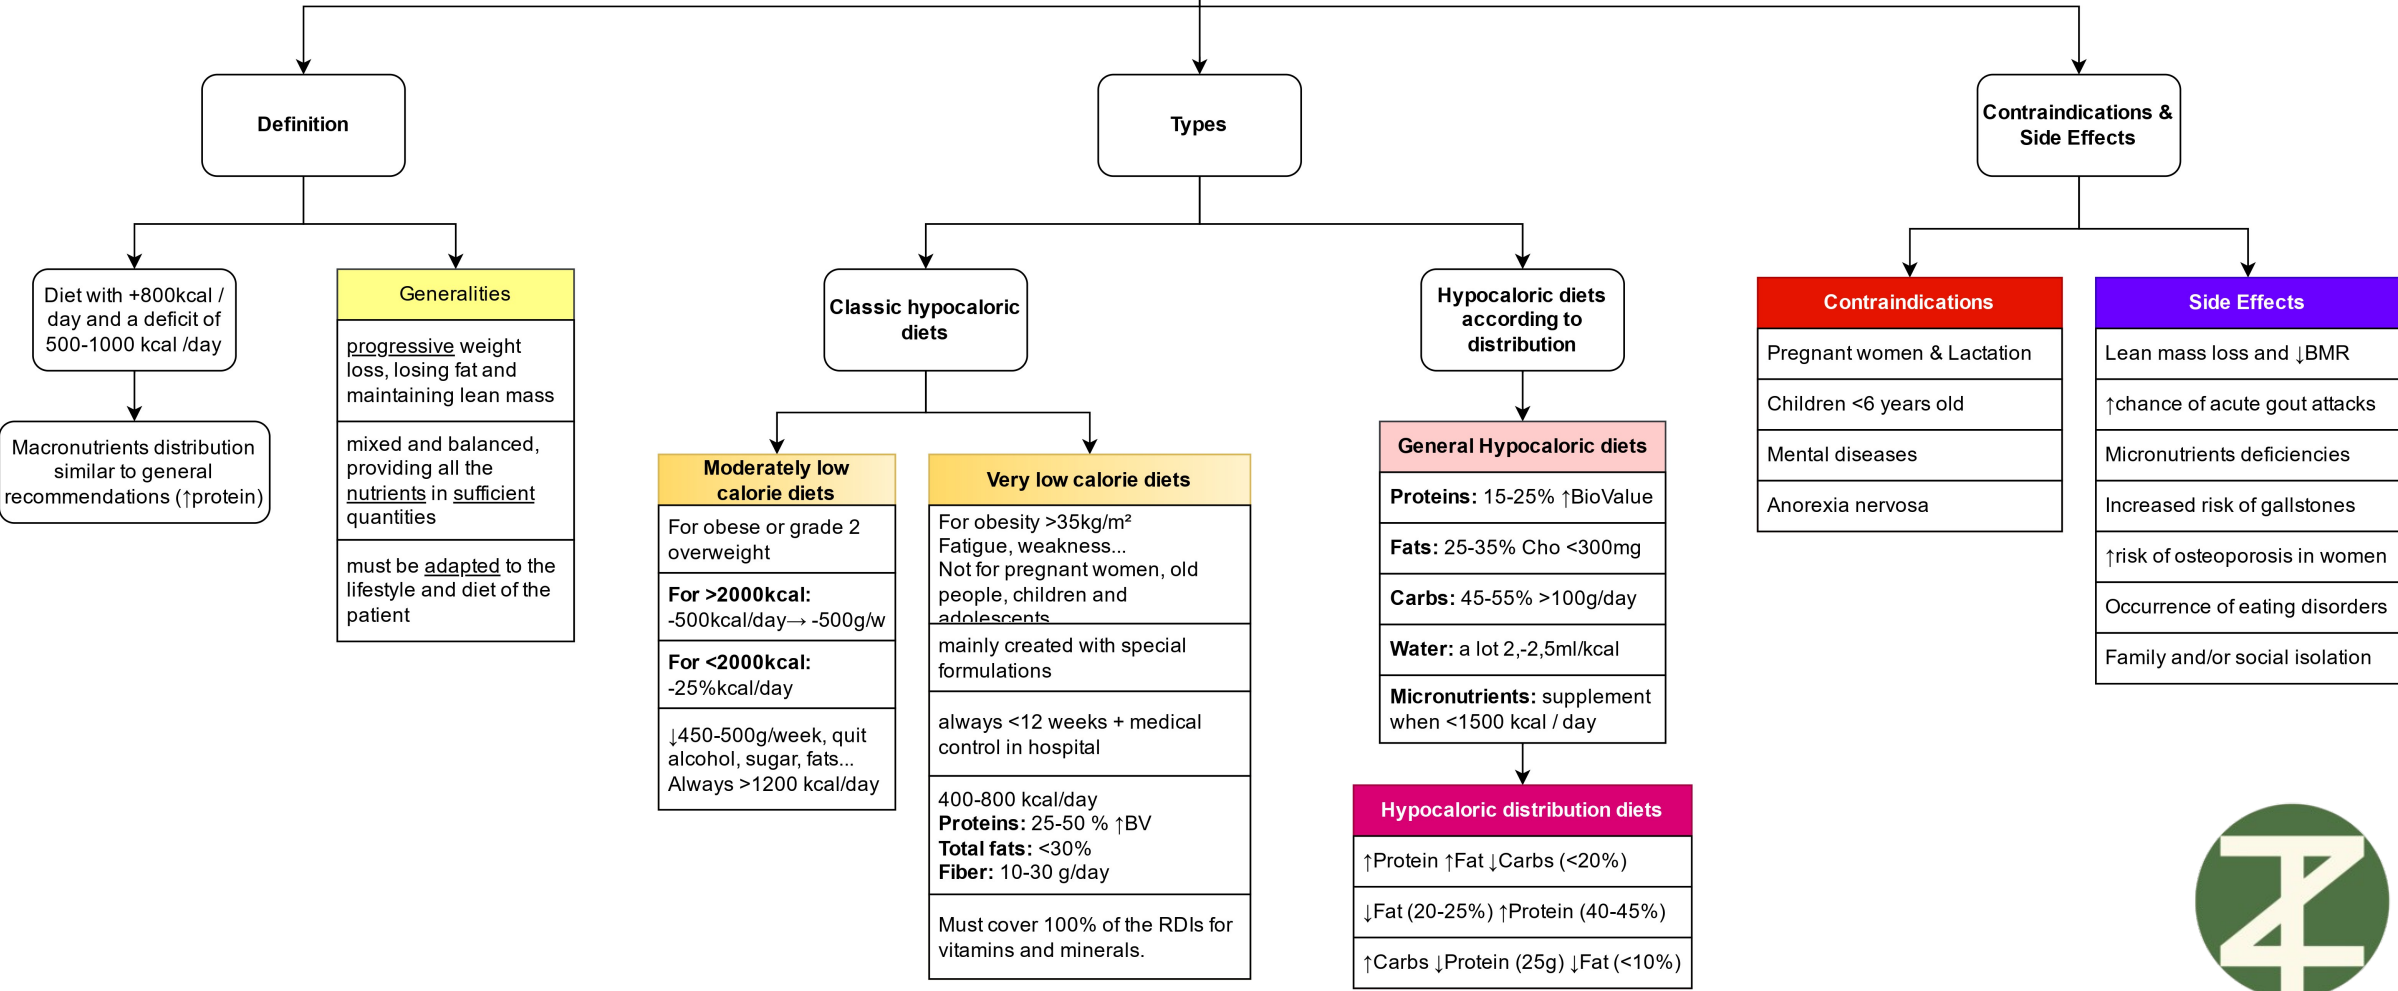 Definition
Types
Contraindications &
Side Effects
Diet with +800kcal /
day and a deficit of
500-1000 kcal /day
Macronutrients distribution
similar to general
recommendations (↑protein)
Generalities
progressive weight
loss, losing fat and
maintaining lean mass
mixed and balanced,
providing all the
nutrients in sufficient
quantities
must be adapted to the
lifestyle and diet of the
patient
Classic hypocaloric
diets
Moderately low
calorie diets
For obese or grade 2
overweight
For >2000kcal:
-500kcal/day→ -500g/w
For <2000kcal:
-25%kcal/day
↓450-500g/week, quit
alcohol, sugar, fats...
Always >1200 kcal/day
Very low calorie diets
For obesity >35kg/m²
Fatigue, weakness...
Not for pregnant women, old
people, children and
adolescents
mainly created with special
formulations
always <12 weeks + medical
control in hospital
400-800 kcal/day
Proteins: 25-50 % ↑BV
Total fats: <30%
Fiber: 10-30 g/day
Must cover 100% of the RDIs for
vitamins and minerals.
Hypocaloric diets
according to
distribution
General Hypocaloric diets
Proteins: 15-25% ↑BioValue
Fats: 25-35% Cho <300mg
Carbs: 45-55% >100g/day
Water: a lot 2,-2,5ml/kcal
Micronutrients: supplement
when <1500 kcal / day
Hypocaloric distribution diets
↑Protein ↑Fat ↓Carbs (<20%)
↓Fat (20-25%) ↑Protein (40-45%)
↑Carbs ↓Protein (25g) ↓Fat (<10%)
Contraindications
Pregnant women & Lactation
Children <6 years old
Mental diseases
Anorexia nervosa
Side Effects
Lean mass loss and ↓BMR
↑chance of acute gout attacks
Micronutrients deficiencies
Increased risk of gallstones
↑risk of osteoporosis in women
Occurrence of eating disorders
Family and/or social isolation